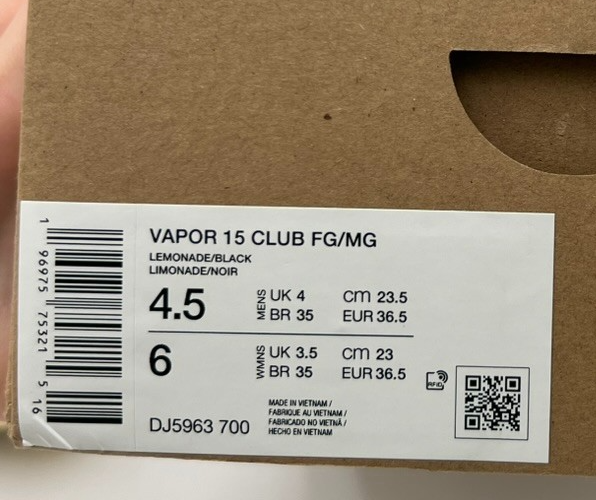 VAPOR 15 CLUB FG/MG
LEMONADE/BLACK
LIMONADE/NOIR
4.5 MENS UK 4 CM 23.5
BR 35 EUR 36.5
6 WMNS UK 3.5 CM 23
BR 35 EUR 36.5
RFID
DJ5963 700
MADE IN VIETNAM /
FABRIQUE AU VIETNAM /
FABRICADO NO VIETNÃ /
HECHO EN VIETNAM
1 96975 75321 5 16